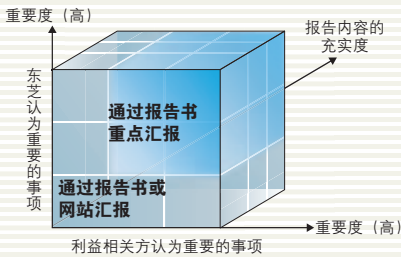 重要度（高）
报告内容的
充实度
东芝认为重要的事项
通过报告书
重点汇报
通过报告书或
网站汇报
重要度（高）
利益相关方认为重要的事项